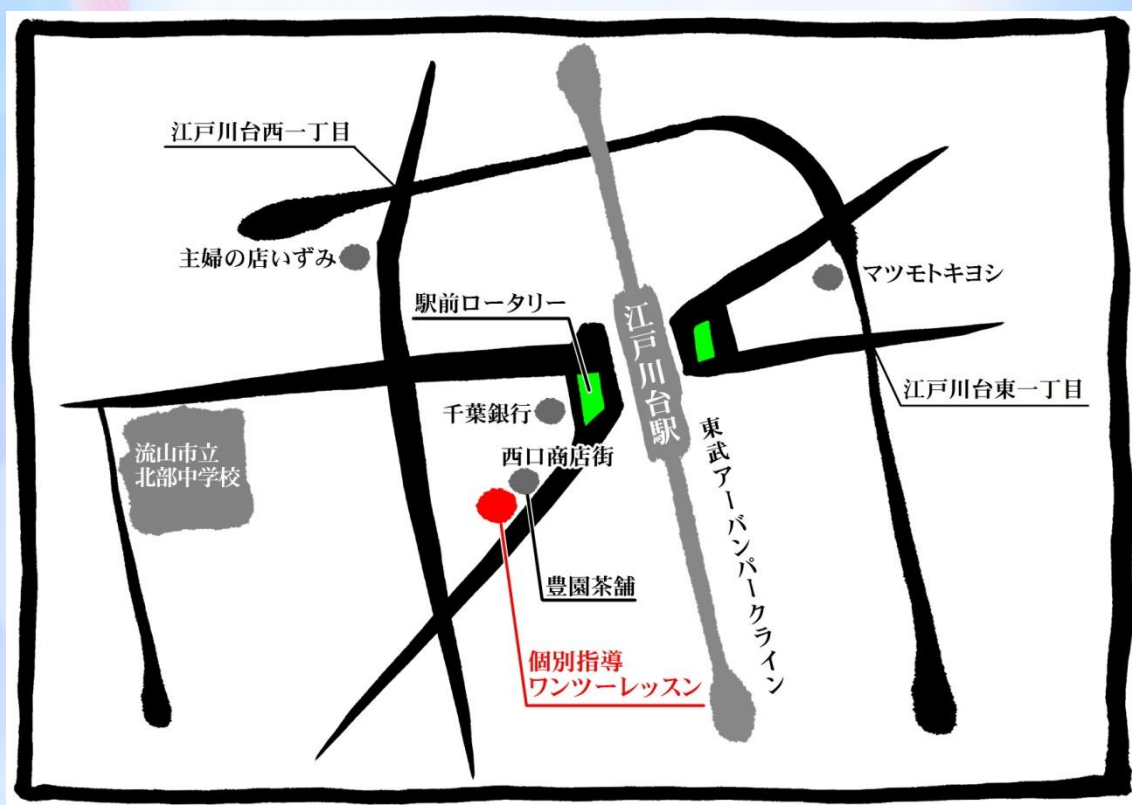 江戸川台西一丁目
主婦の店いずみ
マツモトキヨシ
駅前ロータリー
江戸川台駅
江戸川台東一丁目
千葉銀行
東武アーバンパークライン
流山市立
北部中学校
西口商店街
豊園茶舗
個別指導
ワンツーレッスン